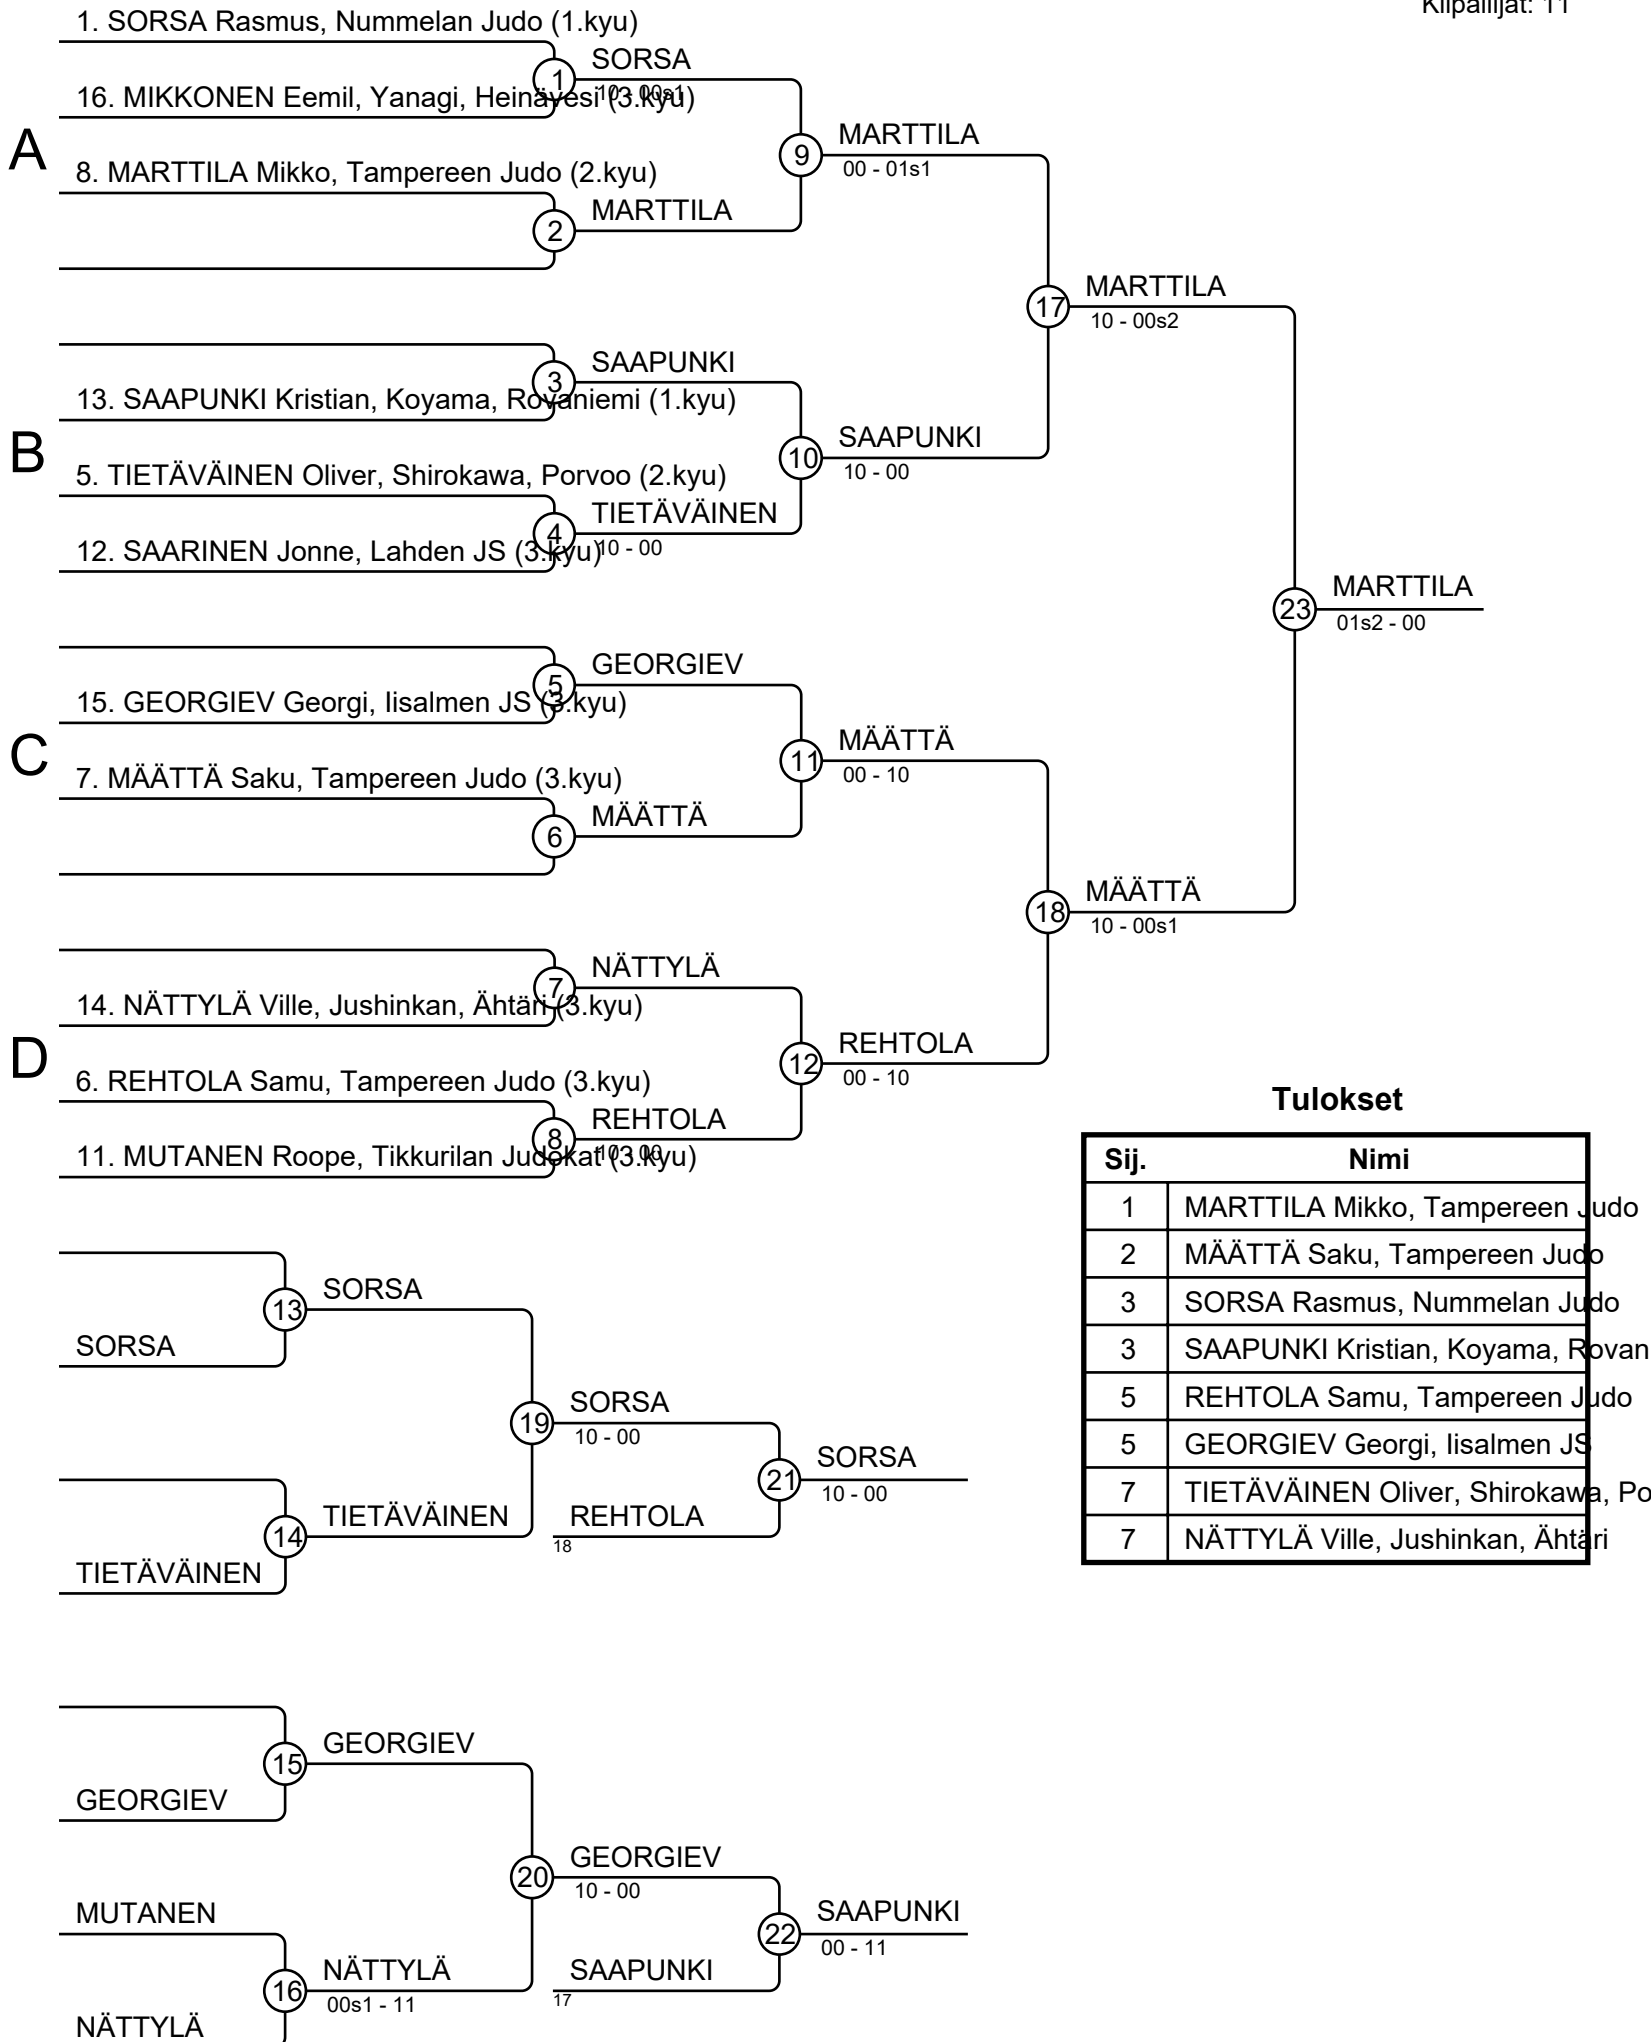 Kilpailijat: 11
1. SORSA Rasmus, Nummelan Judo (1.kyu)
SORSA
1
10 - 00s1
16. MIKKONEN Eemil, Yanagi, Heinävesi (3.kyu)
A
MARTTILA
9
00 - 01s1
8. MARTTILA Mikko, Tampereen Judo (2.kyu)
MARTTILA
2
MARTTILA
17
10 - 00s2
SAAPUNKI
3
13. SAAPUNKI Kristian, Koyama, Rovaniemi (1.kyu)
B
SAAPUNKI
10
10 - 00
5. TIETÄVÄINEN Oliver, Shirokawa, Porvoo (2.kyu)
TIETÄVÄINEN
4
10 - 00
12. SAARINEN Jonne, Lahden JS (3.kyu)
MARTTILA
23
01s2 - 00
GEORGIEV
5
15. GEORGIEV Georgi, Iisalmen JS (3.kyu)
C
MÄÄTTÄ
11
00 - 10
7. MÄÄTTÄ Saku, Tampereen Judo (3.kyu)
MÄÄTTÄ
6
MÄÄTTÄ
18
10 - 00s1
NÄTTYLÄ
7
14. NÄTTYLÄ Ville, Jushinkan, Ähtäri (3.kyu)
D
REHTOLA
12
00 - 10
6. REHTOLA Samu, Tampereen Judo (3.kyu)
REHTOLA
8
10 - 00
11. MUTANEN Roope, Tikkurilan Judokat (3.kyu)
Tulokset
Sij. Nimi
1 MARTTILA Mikko, Tampereen Judo
2 MÄÄTTÄ Saku, Tampereen Judo
3 SORSA Rasmus, Nummelan Judo
3 SAAPUNKI Kristian, Koyama, Rovan
5 REHTOLA Samu, Tampereen Judo
5 GEORGIEV Georgi, Iisalmen JS
7 TIETÄVÄINEN Oliver, Shirokawa, Po
7 NÄTTYLÄ Ville, Jushinkan, Ähtäri
SORSA
13
SORSA
SORSA
19
10 - 00
SORSA
21
10 - 00
TIETÄVÄINEN
14
REHTOLA
18
TIETÄVÄINEN
GEORGIEV
15
GEORGIEV
GEORGIEV
20
10 - 00
MUTANEN
SAAPUNKI
22
00 - 11
NÄTTYLÄ
16
00s1 - 11
SAAPUNKI
17
NÄTTYLÄ